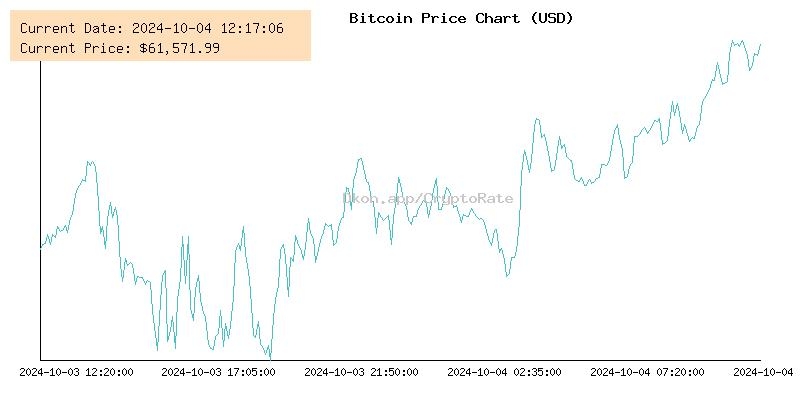 Bitcoin Price Chart (USD)
Current Date: 2024-10-04 12:17:06
Current Price: $61,571.99
Ikon.app/CryptoRate
2024-10-03 12:20:00
2024-10-03 17:05:00
2024-10-03 21:50:00
2024-10-04 02:35:00
2024-10-04 07:20:00
2024-10-04